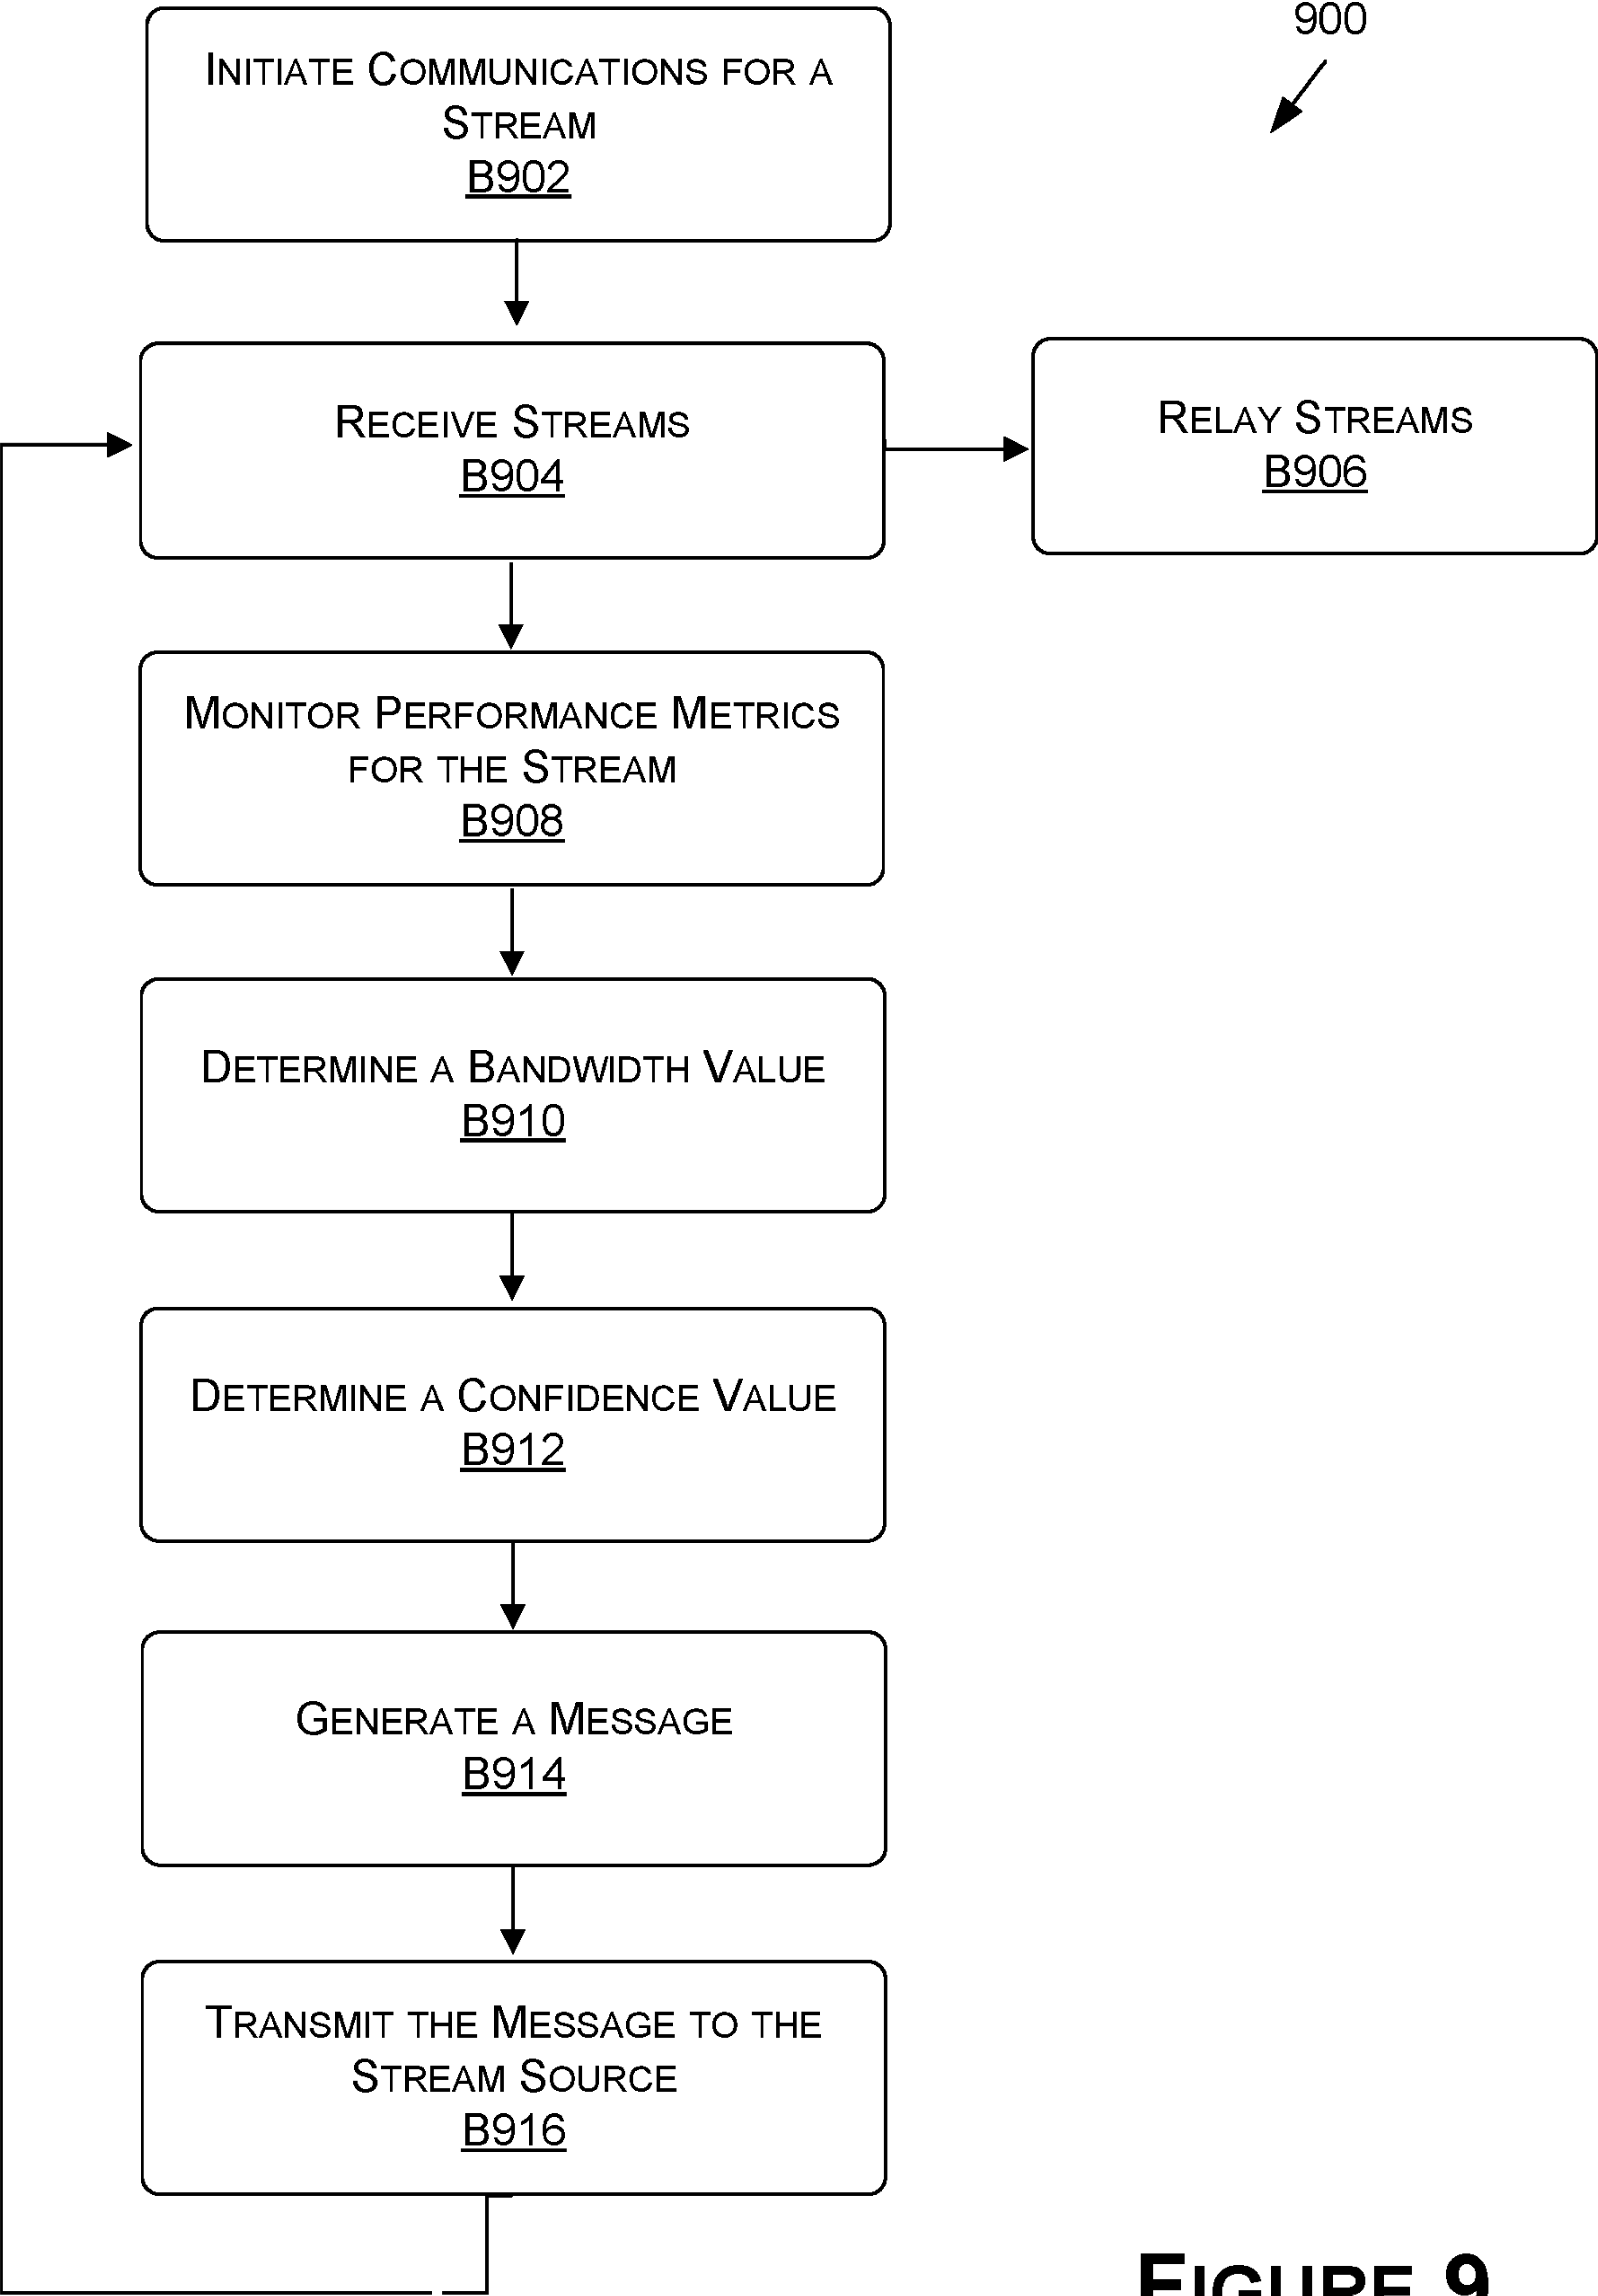 900
INITIATE COMMUNICATIONS FOR A
STREAM
B902
RECEIVE STREAMS
B904
RELAY STREAMS
B906
MONITOR PERFORMANCE METRICS
FOR THE STREAM
B908
DETERMINE A BANDWIDTH VALUE
B910
DETERMINE A CONFIDENCE VALUE
B912
GENERATE A MESSAGE
B914
TRANSMIT THE MESSAGE TO THE
STREAM SOURCE
B916
FIGURE 9